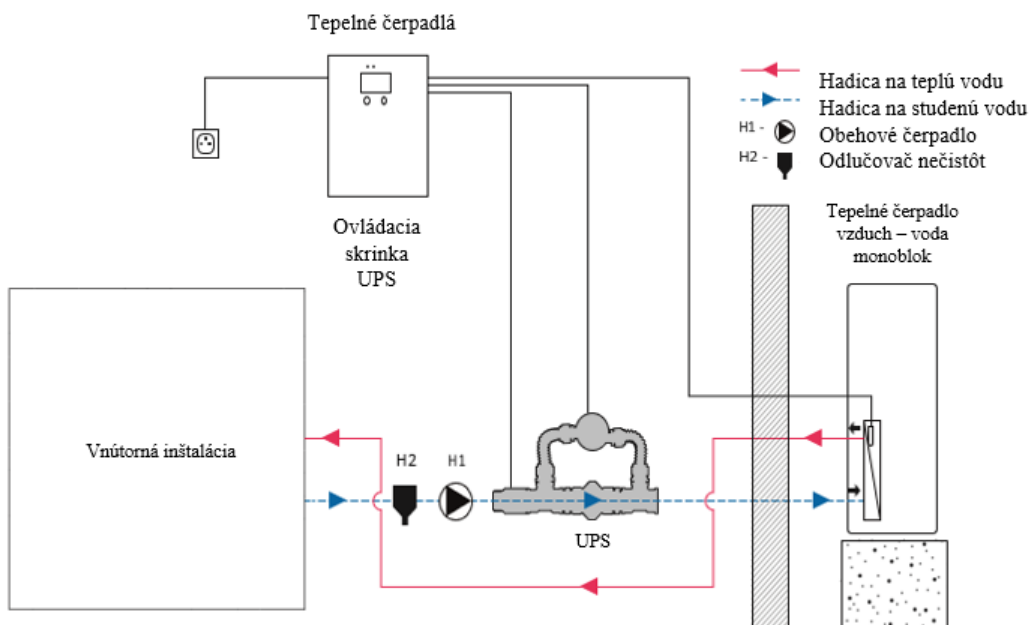 Tepelné čerpadlá
Hadica na teplú vodu
Hadica na studenú vodu
H1 - Obehové čerpadlo
H2 - Odlučovač nečistôt
Ovládacia
skrinka
UPS
Tepelné čerpadlo
vzduch – voda
monoblok
Vnútorná inštalácia
H2
H1
UPS